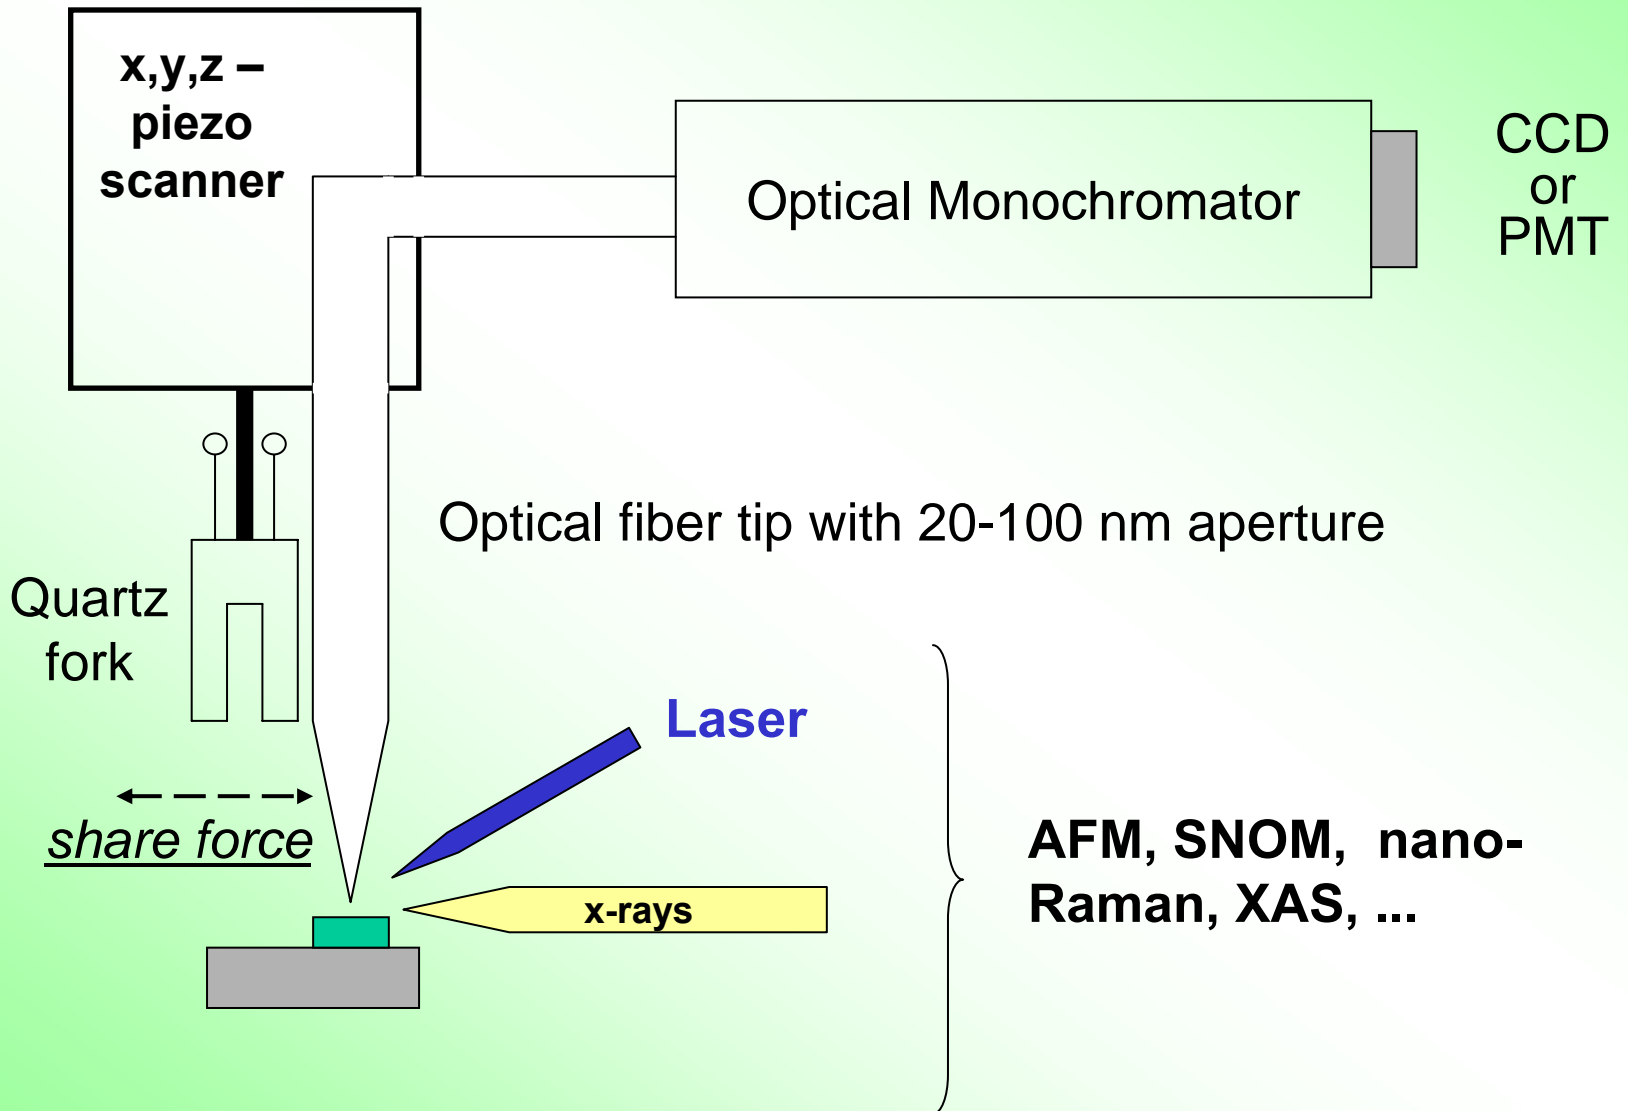 x,y,z –
piezo
scanner
Optical Monochromator
CCD
or
PMT
Optical fiber tip with 20-100 nm aperture
Quartz
fork
Laser
share force
x-rays
AFM, SNOM,  nano-
Raman, XAS, ...